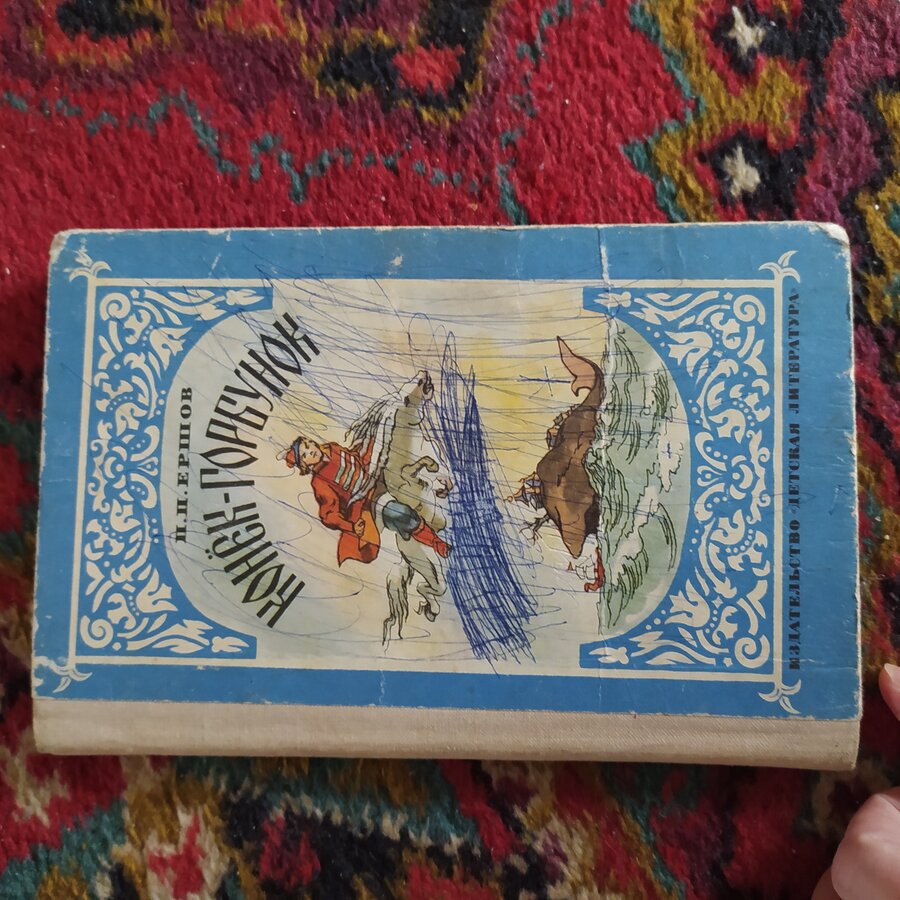 П.П.ЕРШОВ
КОНЁК-ГОРБУНОК
ИЗДАТЕЛЬСТВО "ДЕТСКАЯ ЛИТЕРАТУРА"